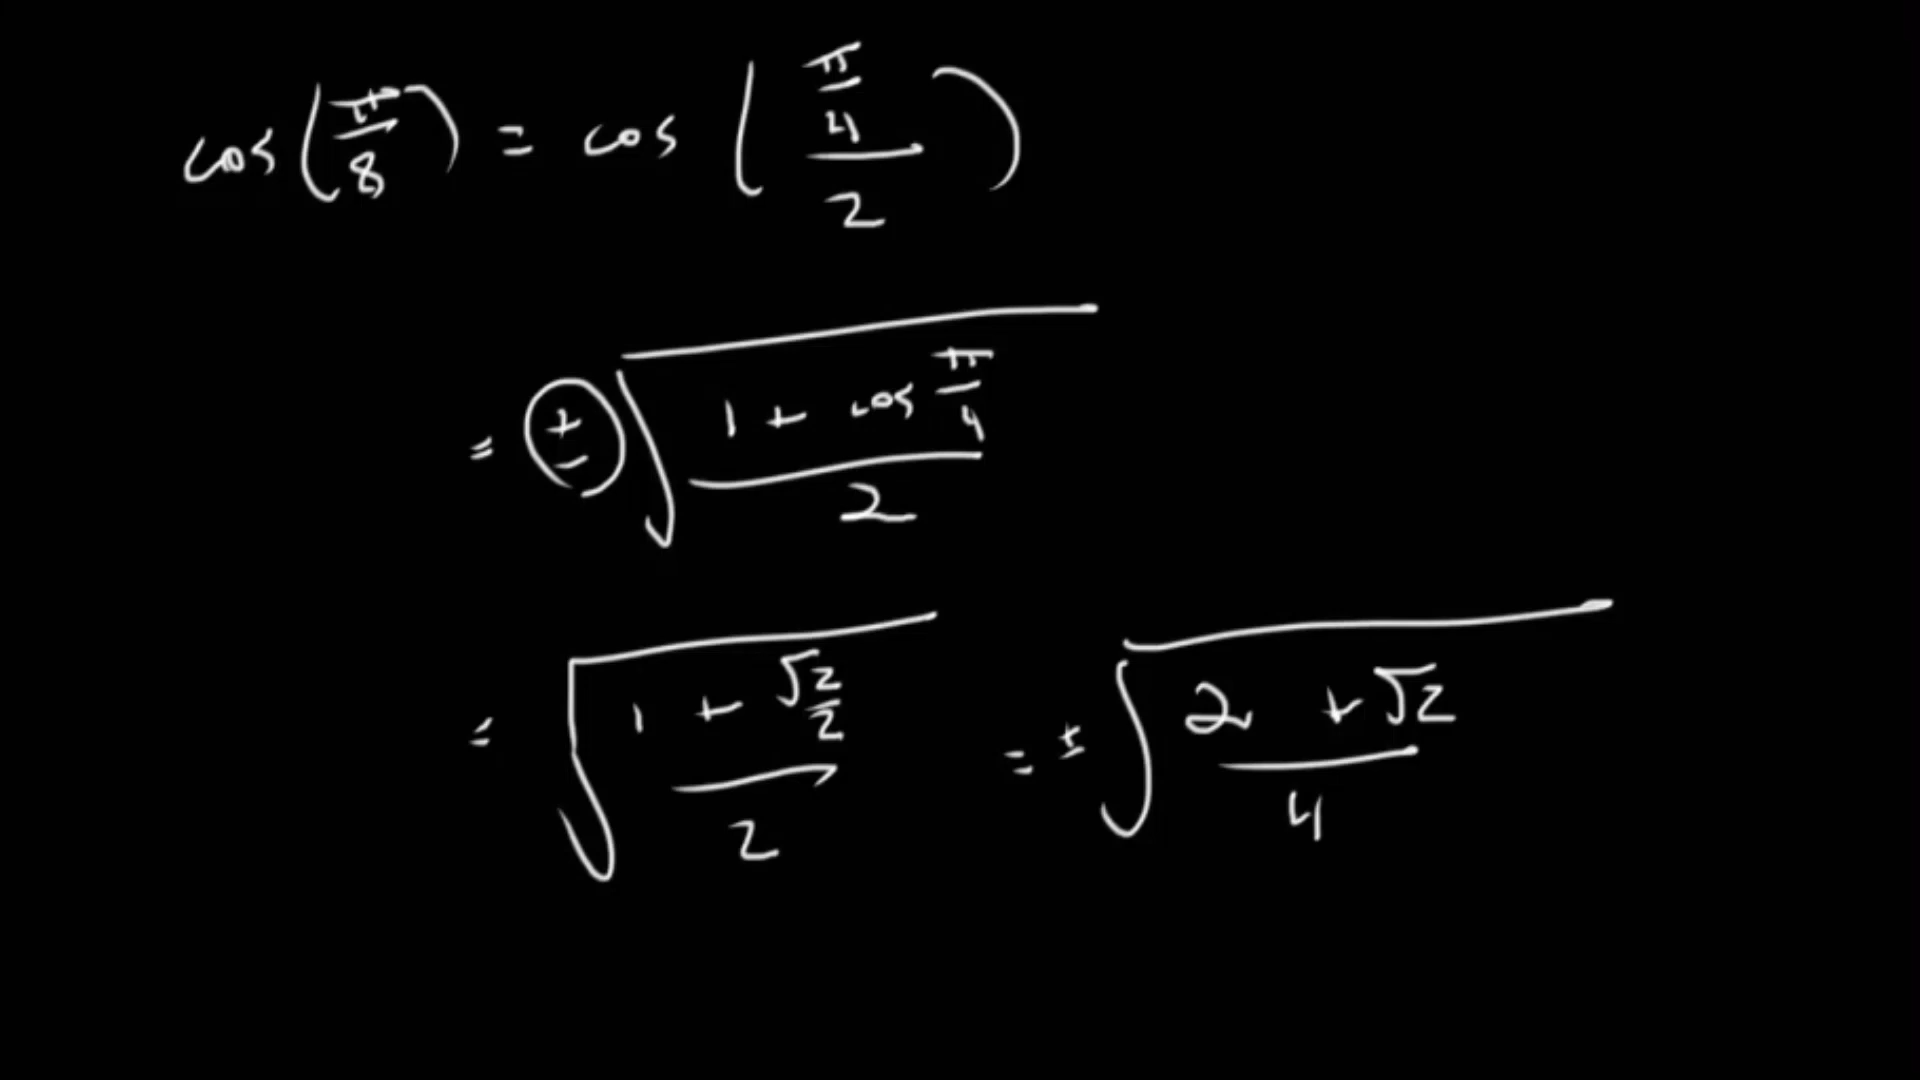 cos(π/8) = cos((π/4)/2)
= ±√((1 + cos π/4)/2)
= √((1 + √2/2)/2) = ±√((2 + √2)/4)